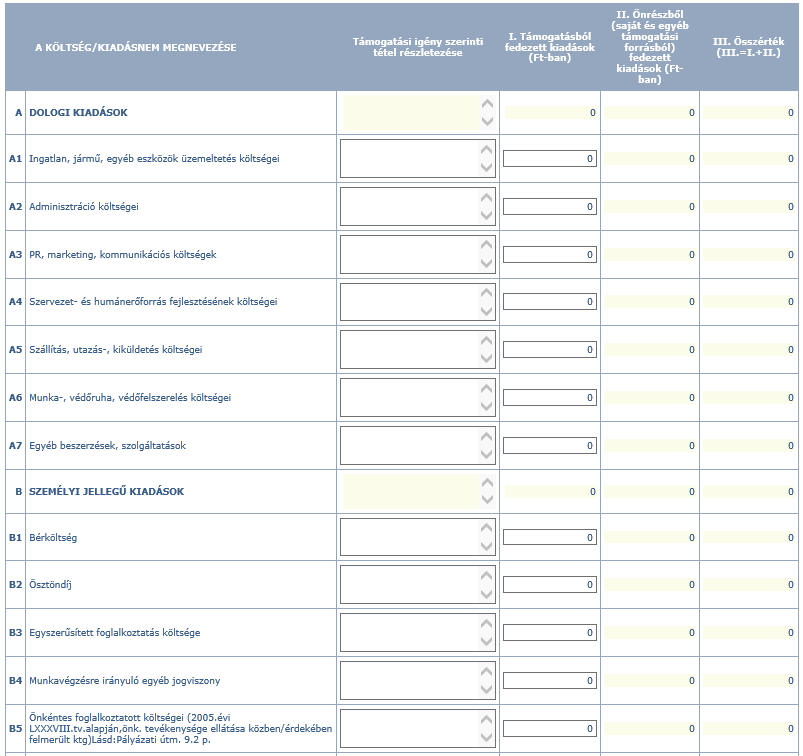 A KÖLTSÉG/KIADÁSNEM MEGNEVEZÉSE
Támogatási igény szerinti
tétel részletezése
I. Támogatásból
fedezett kiadások
(Ft-ban)
II. Önrészből
(saját és egyéb
támogatási
forrásból)
fedezett
kiadások (Ft-
ban)
III. Összérték
(III.=I.+II.)
A DOLOGI KIADÁSOK 0 0 0
A1 Ingatlan, jármű, egyéb eszközök üzemeltetés költségei 0 0 0
A2 Adminisztráció költségei 0 0 0
A3 PR, marketing, kommunikációs költségek 0 0 0
A4 Szervezet- és humánerőforrás fejlesztésének költségei 0 0 0
A5 Szállítás, utazás-, kiküldetés költségei 0 0 0
A6 Munka-, védőruha, védőfelszerelés költségei 0 0 0
A7 Egyéb beszerzések, szolgáltatások 0 0 0
B SZEMÉLYI JELLEGŰ KIADÁSOK 0 0 0
B1 Bérköltség 0 0 0
B2 Ösztöndíj 0 0 0
B3 Egyszerűsített foglalkoztatás költsége 0 0 0
B4 Munkavégzésre irányuló egyéb jogviszony 0 0 0
B5 Önkéntes foglalkoztatott költségei (2005.évi
LXXXVIII.tv.alapján,önk. tevékenysége ellátása közben/érdekében
felmerült ktg)Lásd:Pályázati útm. 9.2 p. 0 0 0